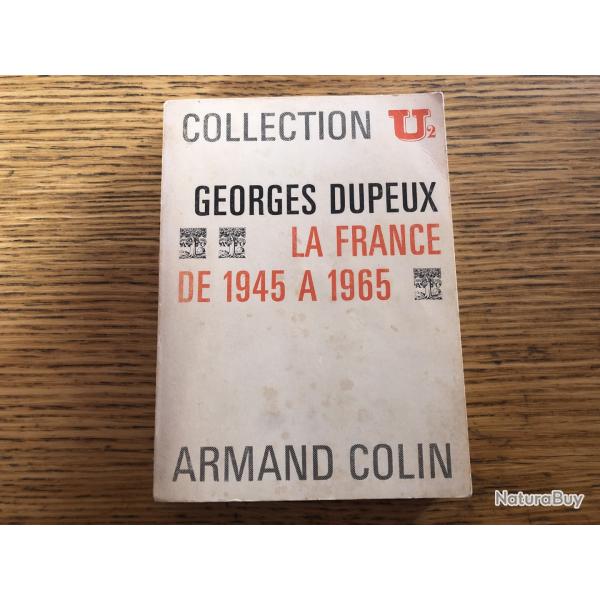 COLLECTION U2
GEORGES DUPEUX
LA FRANCE
DE 1945 A 1965
ARMAND COLIN
NaturaBuy